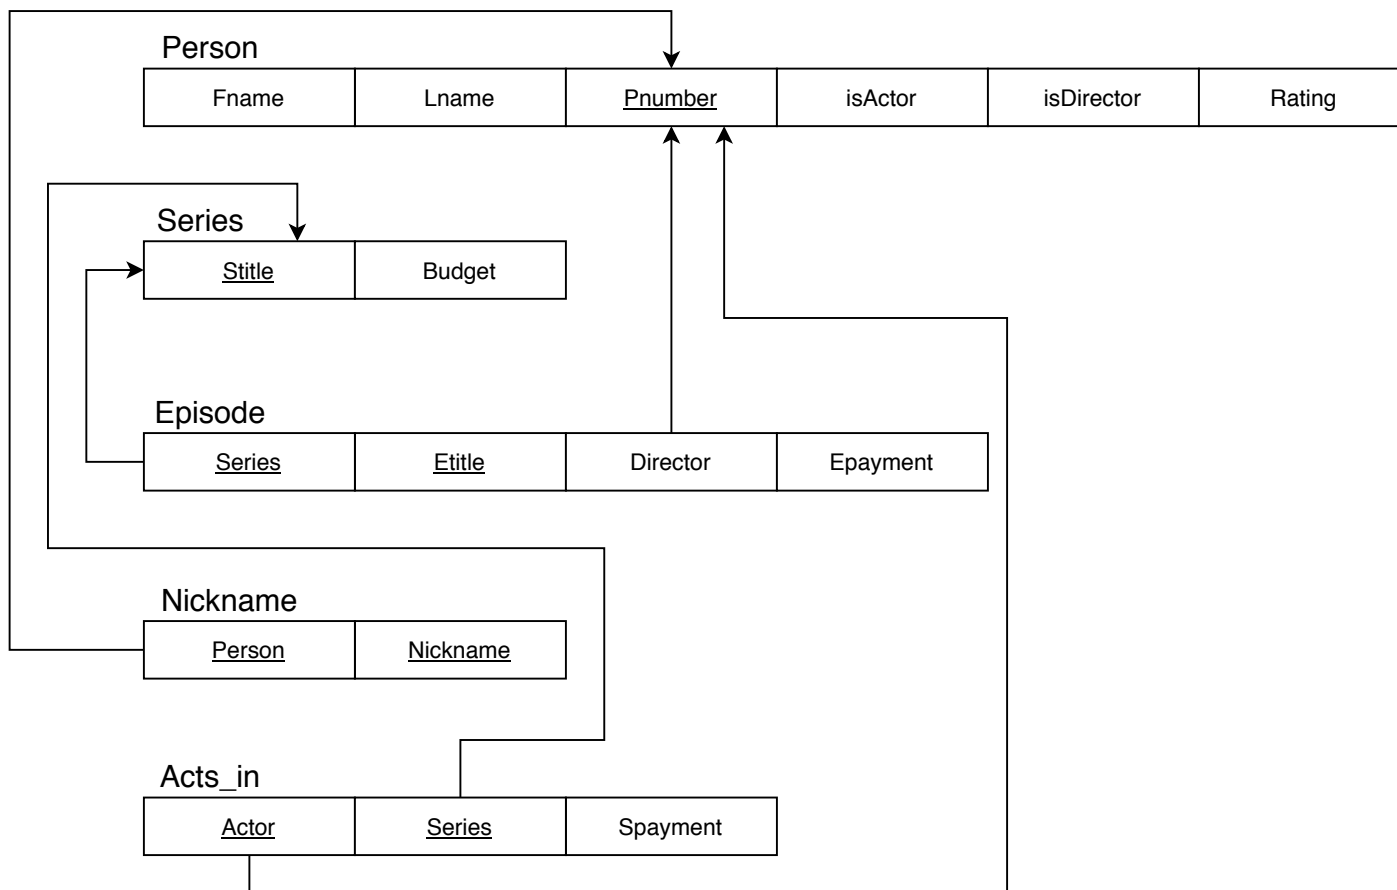 Person
Fname Lname Pnumber isActor isDirector Rating
Series
Stitle Budget
Episode
Series Etitle Director Epayment
Nickname
Person Nickname
Acts_in
Actor Series Spayment